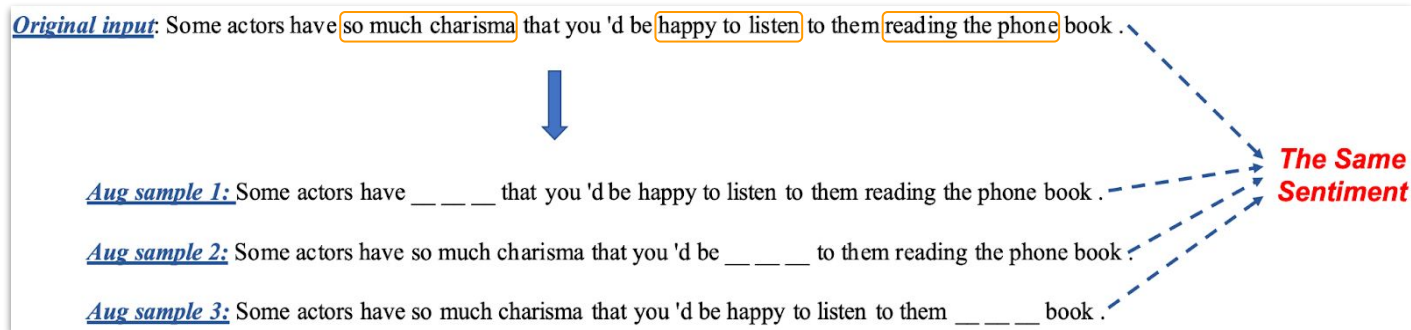 Original input: Some actors have so much charisma that you 'd be happy to listen to them reading the phone book .
The Same
Sentiment
Aug sample 1: Some actors have __ __ __ that you 'd be happy to listen to them reading the phone book .
Aug sample 2: Some actors have so much charisma that you 'd be __ __ __ to them reading the phone book .
Aug sample 3: Some actors have so much charisma that you 'd be happy to listen to them __ __ __ book .